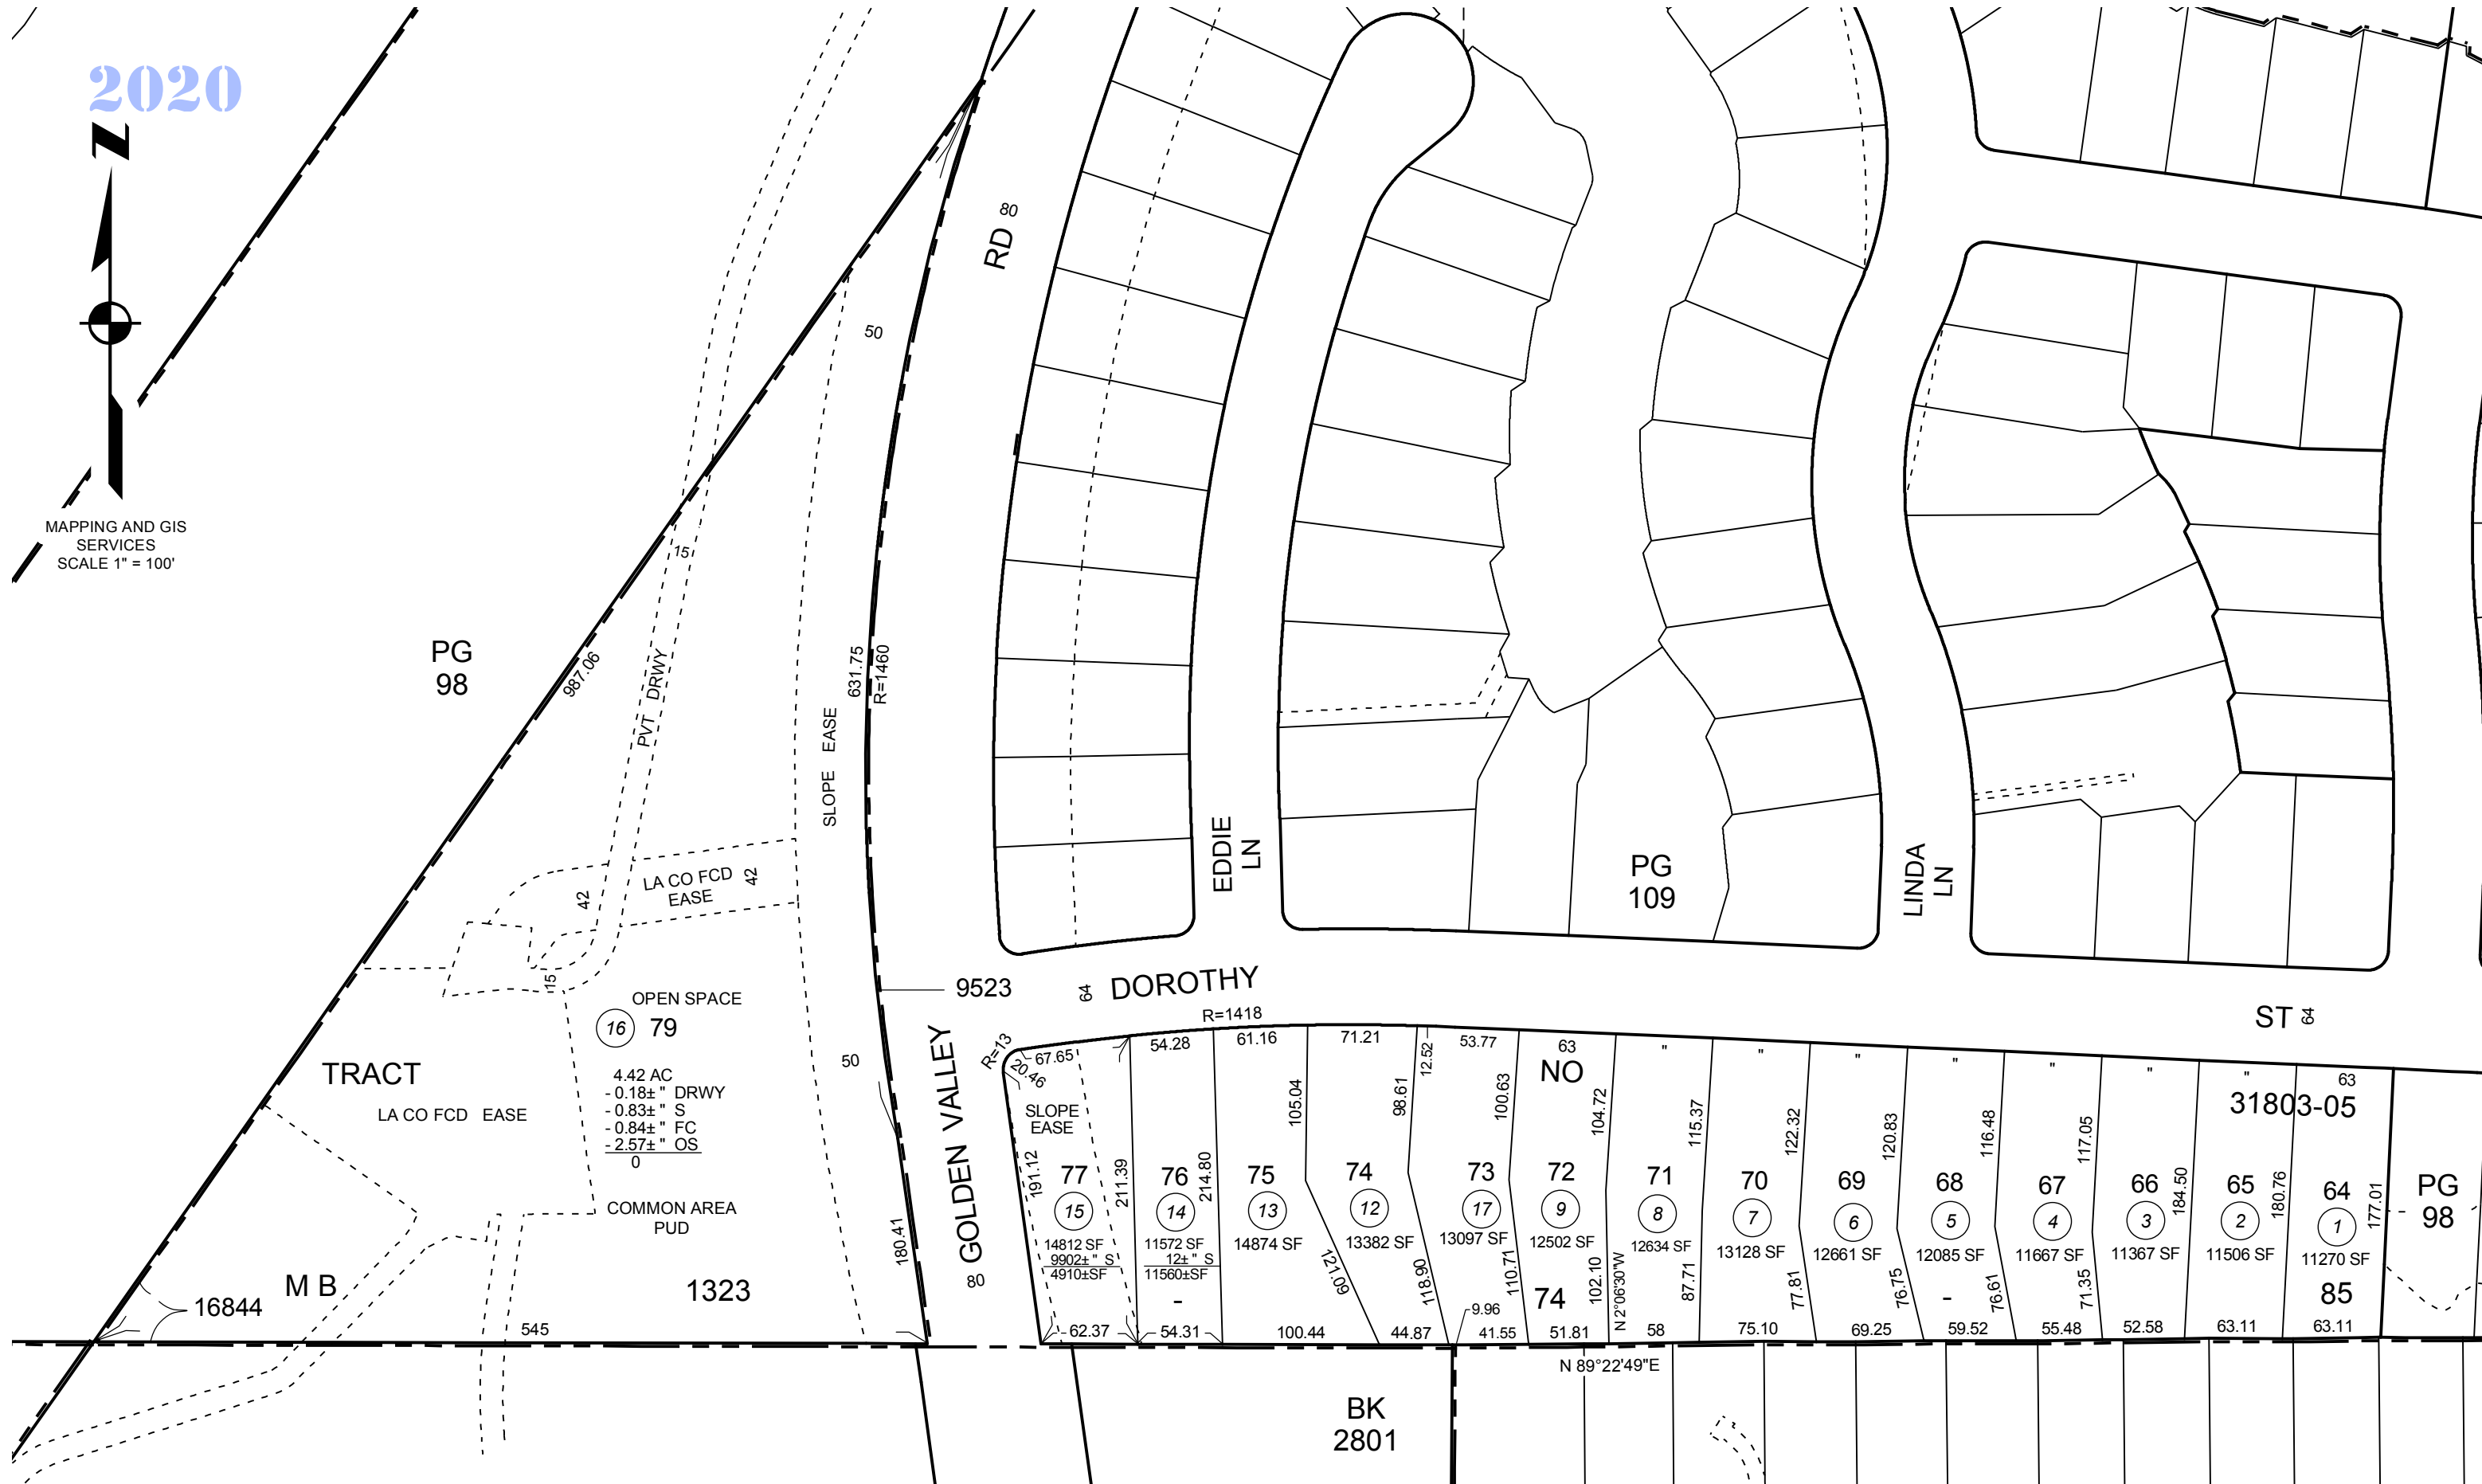 2020
N
MAPPING AND GIS
SERVICES
SCALE 1" = 100'
RD
80
50
15
PG
98
987.06
PVT DRWY
SLOPE EASE
631.75
R=1460
LA CO FCD
EASE
42
42
15
EDDIE
LN
PG
109
LINDA
LN
9523
64
DOROTHY
ST
64
R=1418
OPEN SPACE
16
79
TRACT
LA CO FCD EASE
4.42 AC
- 0.18± " DRWY
- 0.83± " S
- 0.84± " FC
- 2.57± " OS
0
COMMON AREA
PUD
50
GOLDEN VALLEY
80
180.41
M B
16844
1323
545
R=13
20.46
67.65
54.28
61.16
71.21
12.52
53.77
63
"
"
"
"
"
"
"
63
NO
31803-05
SLOPE
EASE
191.12
211.39
214.80
105.04
98.61
100.63
104.72
115.37
122.32
120.83
116.48
117.05
184.50
180.76
177.01
77
15
14812 SF
9902± " S
4910±SF
76
14
11572 SF
12± " S
11560±SF
-
75
13
14874 SF
74
12
13382 SF
73
17
13097 SF
72
9
12502 SF
71
8
12634 SF
70
7
13128 SF
69
6
12661 SF
68
5
12085 SF
67
4
11667 SF
66
3
11367 SF
65
2
11506 SF
64
1
11270 SF
PG
98
121.09
118.90
110.71
102.10
N 2°06'30"W
87.71
77.81
76.75
76.61
71.35
74
-
85
9.96
62.37
54.31
100.44
44.87
41.55
51.81
58
75.10
69.25
59.52
55.48
52.58
63.11
63.11
N 89°22'49"E
BK
2801